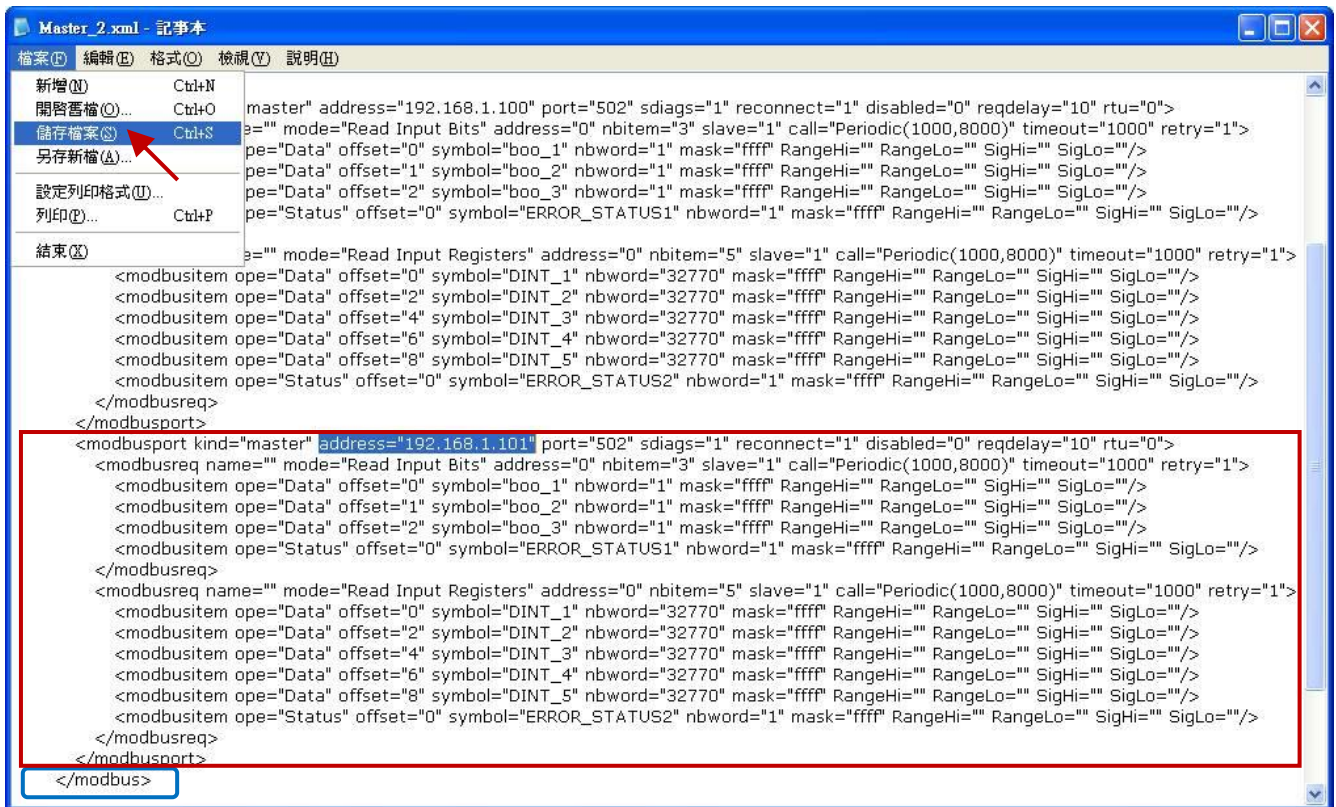 Master_2.xml - 記事本
檔案(F) 編輯(E) 格式(O) 檢視(V) 說明(H)
新增(N) Ctrl+N
開啓舊檔(O)... Ctrl+O
儲存檔案(S) Ctrl+S
另存新檔(A)...
設定列印格式(U)...
列印(P)... Ctrl+P
結束(X)
master" address="192.168.1.100" port="502" sdiags="1" reconnect="1" disabled="0" reqdelay="10" rtu="0">
="" mode="Read Input Bits" address="0" nbitem="3" slave="1" call="Periodic(1000,8000)" timeout="1000" retry="1">
pe="Data" offset="0" symbol="boo_1" nbword="1" mask="ffff" RangeHi="" RangeLo="" SigHi="" SigLo=""/>
pe="Data" offset="1" symbol="boo_2" nbword="1" mask="ffff" RangeHi="" RangeLo="" SigHi="" SigLo=""/>
pe="Data" offset="2" symbol="boo_3" nbword="1" mask="ffff" RangeHi="" RangeLo="" SigHi="" SigLo=""/>
pe="Status" offset="0" symbol="ERROR_STATUS1" nbword="1" mask="ffff" RangeHi="" RangeLo="" SigHi="" SigLo=""/>
="" mode="Read Input Registers" address="0" nbitem="5" slave="1" call="Periodic(1000,8000)" timeout="1000" retry="1">
<modbusitem ope="Data" offset="0" symbol="DINT_1" nbword="32770" mask="ffff" RangeHi="" RangeLo="" SigHi="" SigLo=""/>
<modbusitem ope="Data" offset="2" symbol="DINT_2" nbword="32770" mask="ffff" RangeHi="" RangeLo="" SigHi="" SigLo=""/>
<modbusitem ope="Data" offset="4" symbol="DINT_3" nbword="32770" mask="ffff" RangeHi="" RangeLo="" SigHi="" SigLo=""/>
<modbusitem ope="Data" offset="6" symbol="DINT_4" nbword="32770" mask="ffff" RangeHi="" RangeLo="" SigHi="" SigLo=""/>
<modbusitem ope="Data" offset="8" symbol="DINT_5" nbword="32770" mask="ffff" RangeHi="" RangeLo="" SigHi="" SigLo=""/>
<modbusitem ope="Status" offset="0" symbol="ERROR_STATUS2" nbword="1" mask="ffff" RangeHi="" RangeLo="" SigHi="" SigLo=""/>
</modbusreq>
</modbusport>
<modbusport kind="master" address="192.168.1.101" port="502" sdiags="1" reconnect="1" disabled="0" reqdelay="10" rtu="0">
<modbusreq name="" mode="Read Input Bits" address="0" nbitem="3" slave="1" call="Periodic(1000,8000)" timeout="1000" retry="1">
<modbusitem ope="Data" offset="0" symbol="boo_1" nbword="1" mask="ffff" RangeHi="" RangeLo="" SigHi="" SigLo=""/>
<modbusitem ope="Data" offset="1" symbol="boo_2" nbword="1" mask="ffff" RangeHi="" RangeLo="" SigHi="" SigLo=""/>
<modbusitem ope="Data" offset="2" symbol="boo_3" nbword="1" mask="ffff" RangeHi="" RangeLo="" SigHi="" SigLo=""/>
<modbusitem ope="Status" offset="0" symbol="ERROR_STATUS1" nbword="1" mask="ffff" RangeHi="" RangeLo="" SigHi="" SigLo=""/>
</modbusreq>
<modbusreq name="" mode="Read Input Registers" address="0" nbitem="5" slave="1" call="Periodic(1000,8000)" timeout="1000" retry="1">
<modbusitem ope="Data" offset="0" symbol="DINT_1" nbword="32770" mask="ffff" RangeHi="" RangeLo="" SigHi="" SigLo=""/>
<modbusitem ope="Data" offset="2" symbol="DINT_2" nbword="32770" mask="ffff" RangeHi="" RangeLo="" SigHi="" SigLo=""/>
<modbusitem ope="Data" offset="4" symbol="DINT_3" nbword="32770" mask="ffff" RangeHi="" RangeLo="" SigHi="" SigLo=""/>
<modbusitem ope="Data" offset="6" symbol="DINT_4" nbword="32770" mask="ffff" RangeHi="" RangeLo="" SigHi="" SigLo=""/>
<modbusitem ope="Data" offset="8" symbol="DINT_5" nbword="32770" mask="ffff" RangeHi="" RangeLo="" SigHi="" SigLo=""/>
<modbusitem ope="Status" offset="0" symbol="ERROR_STATUS2" nbword="1" mask="ffff" RangeHi="" RangeLo="" SigHi="" SigLo=""/>
</modbusreq>
</modbusport>
</modbus>